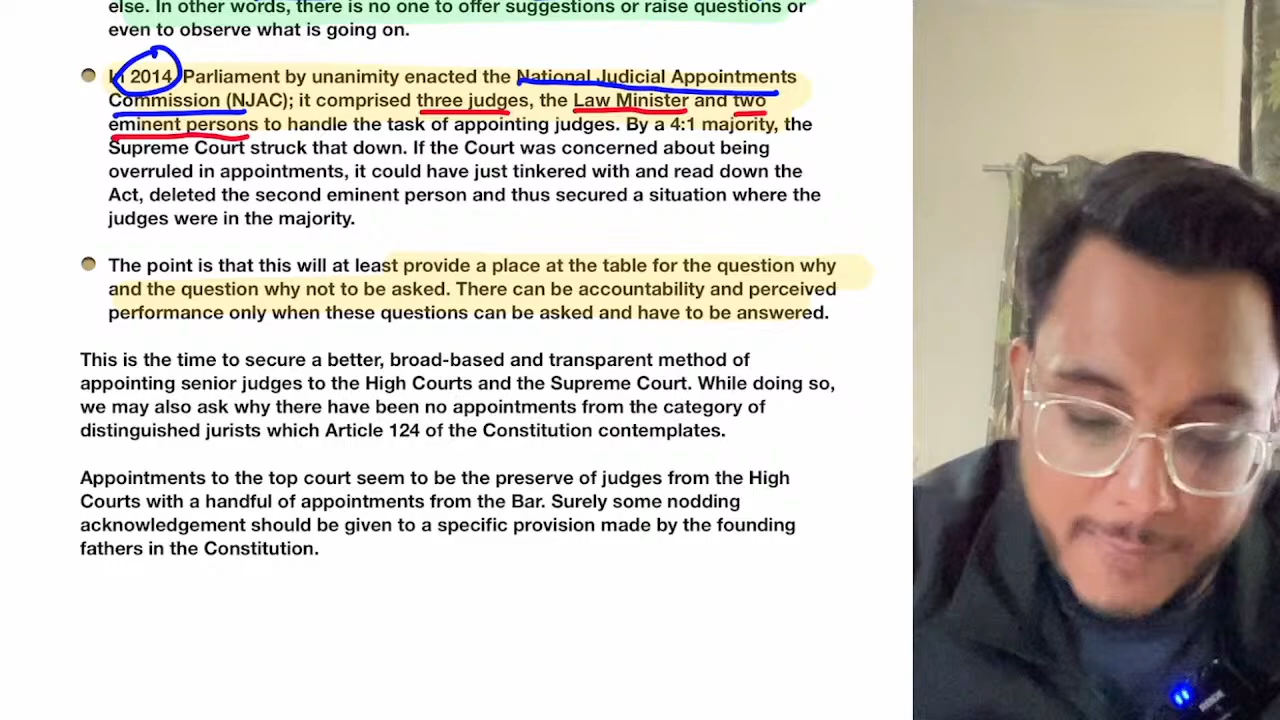 else. In other words, there is no one to offer suggestions or raise questions or
even to observe what is going on.
In 2014, Parliament by unanimity enacted the National Judicial Appointments
Commission (NJAC); it comprised three judges, the Law Minister and two
eminent persons to handle the task of appointing judges. By a 4:1 majority, the
Supreme Court struck that down. If the Court was concerned about being
overruled in appointments, it could have just tinkered with and read down the
Act, deleted the second eminent person and thus secured a situation where the
judges were in the majority.
The point is that this will at least provide a place at the table for the question why
and the question why not to be asked. There can be accountability and perceived
performance only when these questions can be asked and have to be answered.
This is the time to secure a better, broad-based and transparent method of
appointing senior judges to the High Courts and the Supreme Court. While doing so,
we may also ask why there have been no appointments from the category of
distinguished jurists which Article 124 of the Constitution contemplates.
Appointments to the top court seem to be the preserve of judges from the High
Courts with a handful of appointments from the Bar. Surely some nodding
acknowledgement should be given to a specific provision made by the founding
fathers in the Constitution.